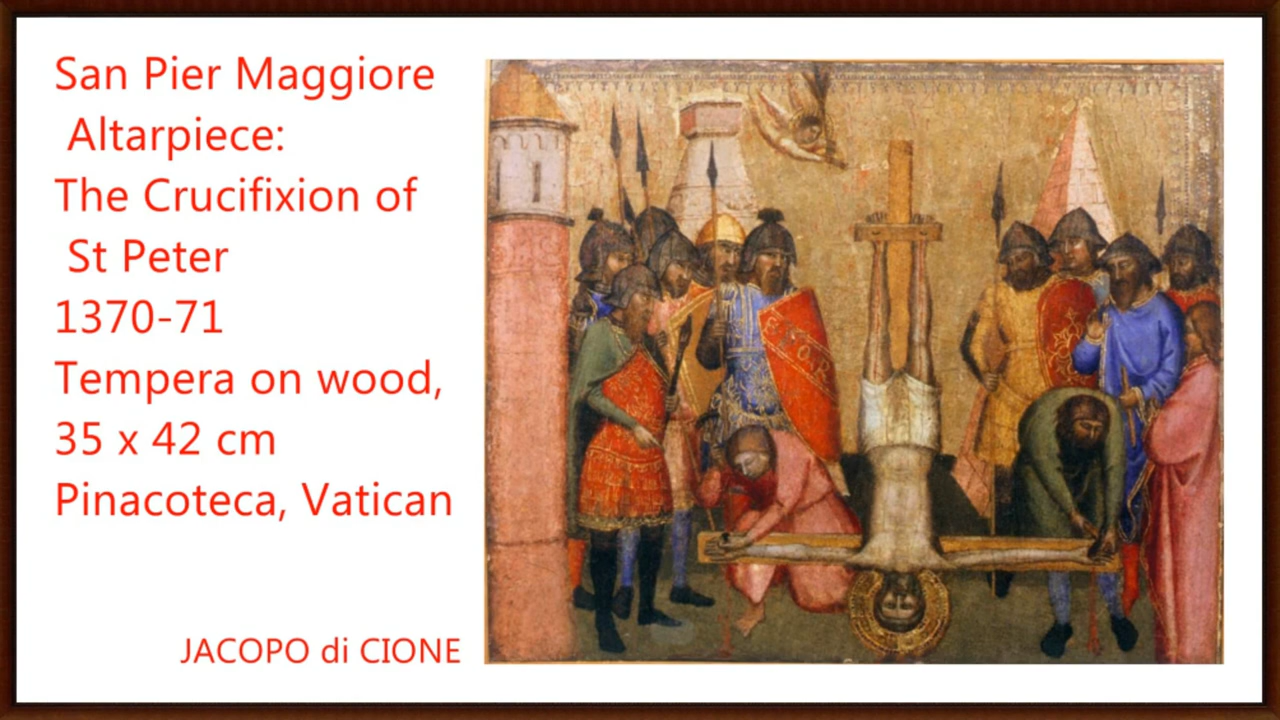 San Pier Maggiore
Altarpiece:
The Crucifixion of
St Peter
1370-71
Tempera on wood,
35 x 42 cm
Pinacoteca, Vatican
JACOPO di CIONE